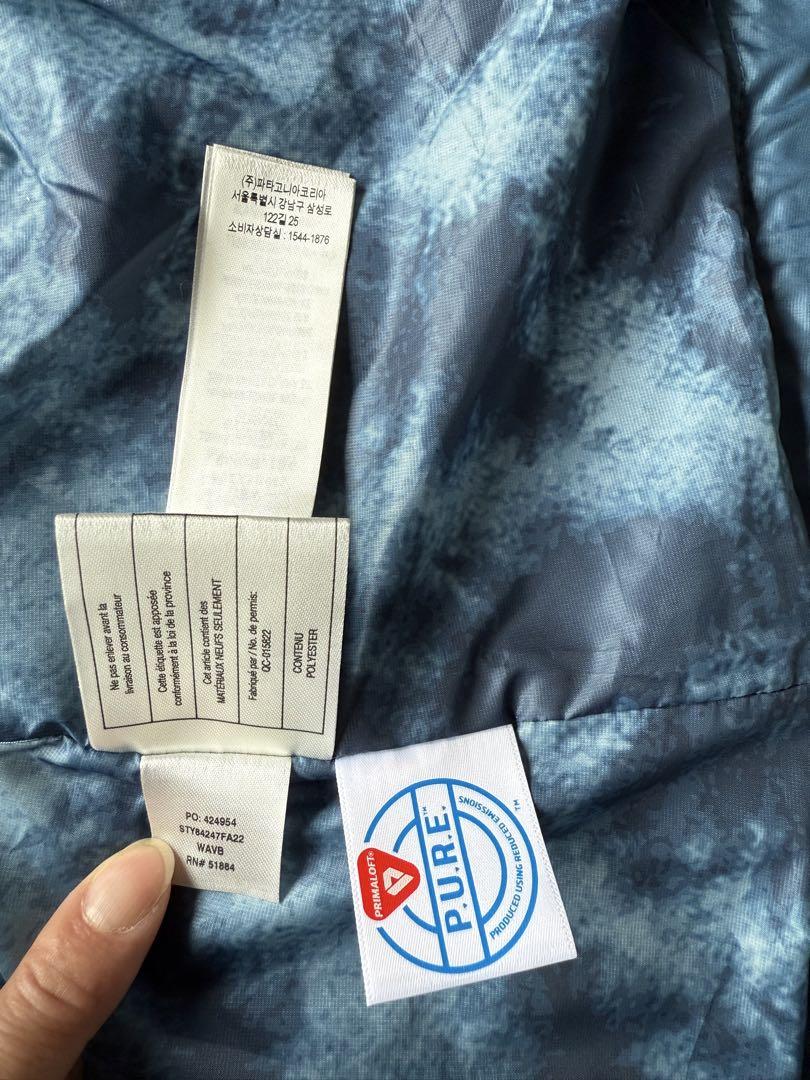 (주)파타고니아코리아
서울특별시 강남구 삼성로
122길 25
소비자상담실 : 1544-1876
Ne pas enlever avant la
livraison au consommateur
Cette étiquette est apposée
conformément à la loi de la province
Cet article contient des
MATÉRIAUX NEUFS SEULEMENT
Fabriqué par / No. de permis:
QC-015822
CONTENU
POLYESTER
PO: 424954
STY84247FA22
WAVB
RN# 51884
PRIMALOFT®
P.U.R.E.™
PRODUCED USING REDUCED EMISSIONS™